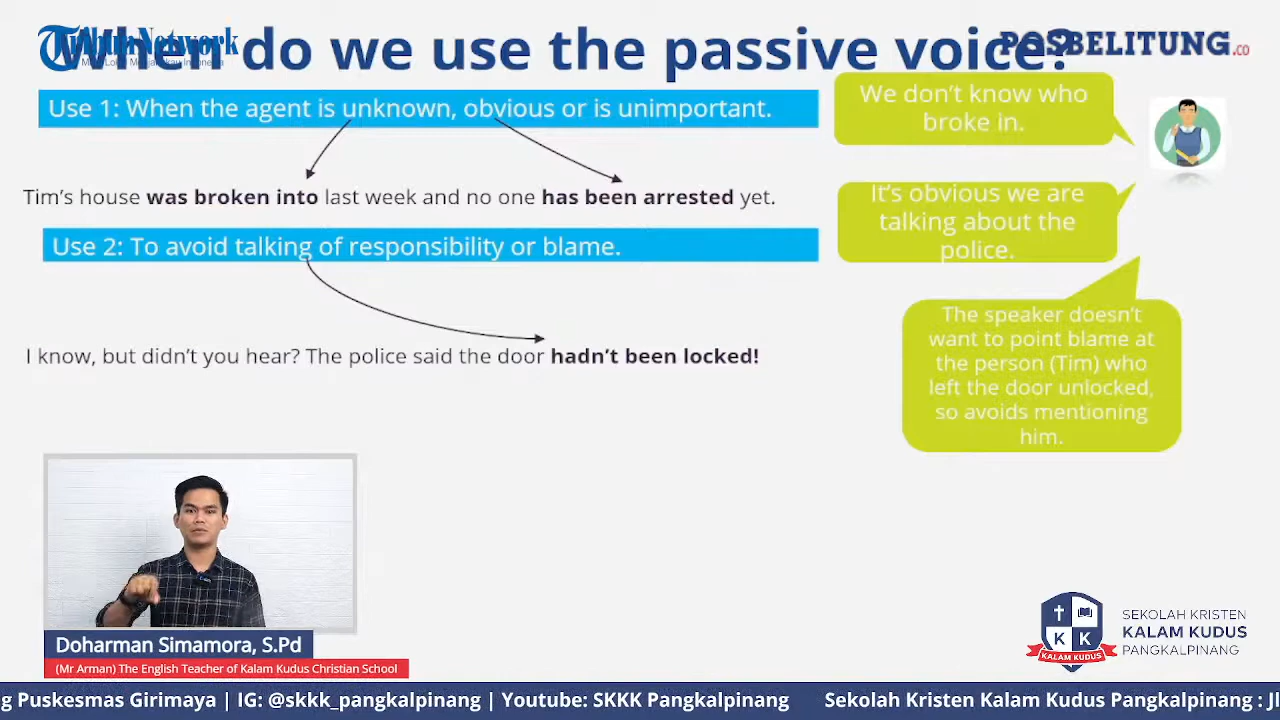 When do we use the passive voice?
Tribun Network
POSBELITUNG.CO
Use 1: When the agent is unknown, obvious or is unimportant.
We don't know who
broke in.
Tim's house was broken into last week and no one has been arrested yet.
It's obvious we are
talking about the
police.
Use 2: To avoid talking of responsibility or blame.
The speaker doesn't
want to point blame at
the person (Tim) who
left the door unlocked,
so avoids mentioning
him.
I know, but didn't you hear? The police said the door hadn't been locked!
Doharman Simamora, S.Pd
(Mr Arman) The English Teacher of Kalam Kudus Christian School
K K
KALAM KUDUS
SEKOLAH KRISTEN
KALAM KUDUS
PANGKALPINANG
g Puskesmas Girimaya | IG: @skkk_pangkalpinang | Youtube: SKKK Pangkalpinang Sekolah Kristen Kalam Kudus Pangkalpinang : Jl